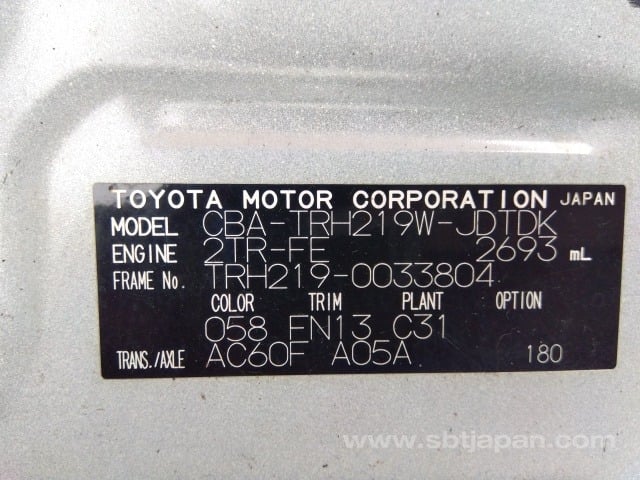 TOYOTA MOTOR CORPORATION JAPAN
MODEL CBA-TRH219W-JDTDK
ENGINE 2TR-FE 2693 mL
FRAME No. TRH219-0033804
COLOR TRIM PLANT OPTION
058 FN13 C31
TRANS./AXLE AC60F A05A 180
www.sbtjapan.com